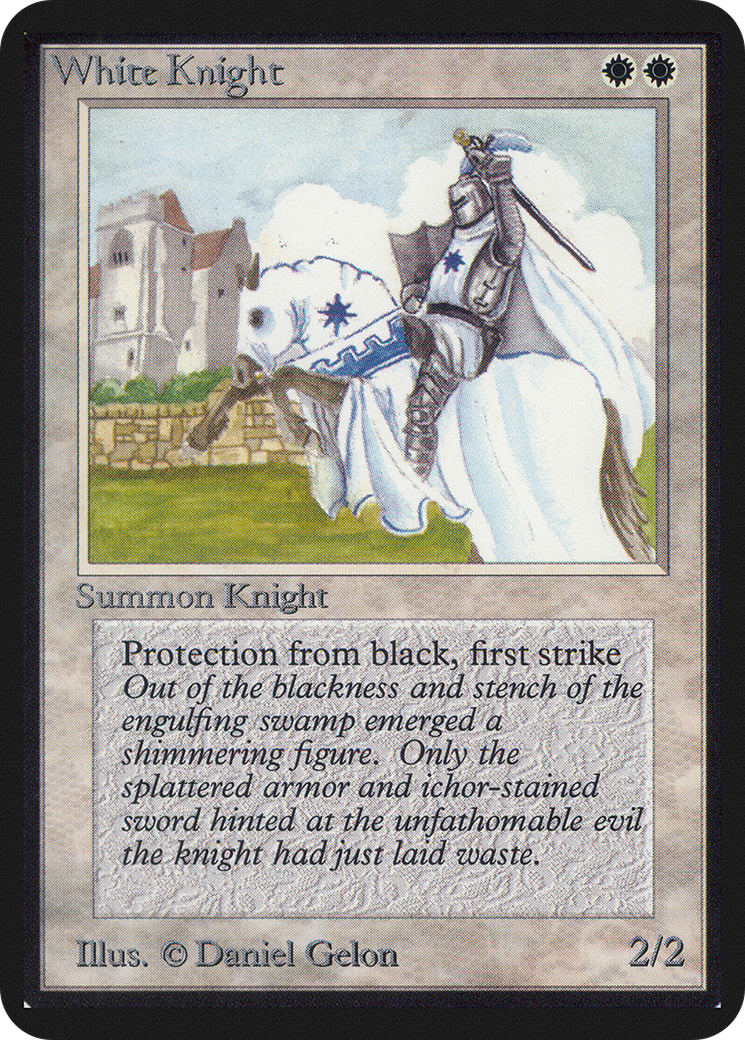 White Knight
Summon Knight
Protection from black, first strike
Out of the blackness and stench of the
engulfing swamp emerged a
shimmering figure.  Only the
splattered armor and ichor-stained
sword hinted at the unfathomable evil
the knight had just laid waste.
Illus. © Daniel Gelon
2/2